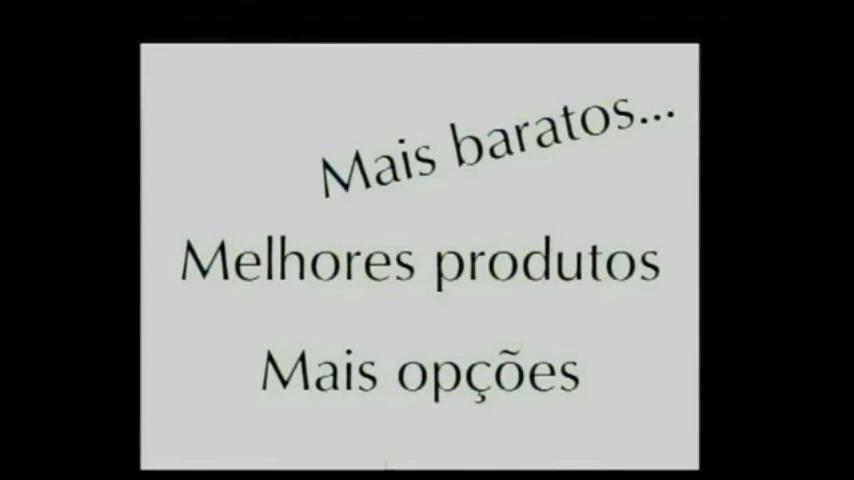 Mais baratos...
Melhores produtos
Mais opções